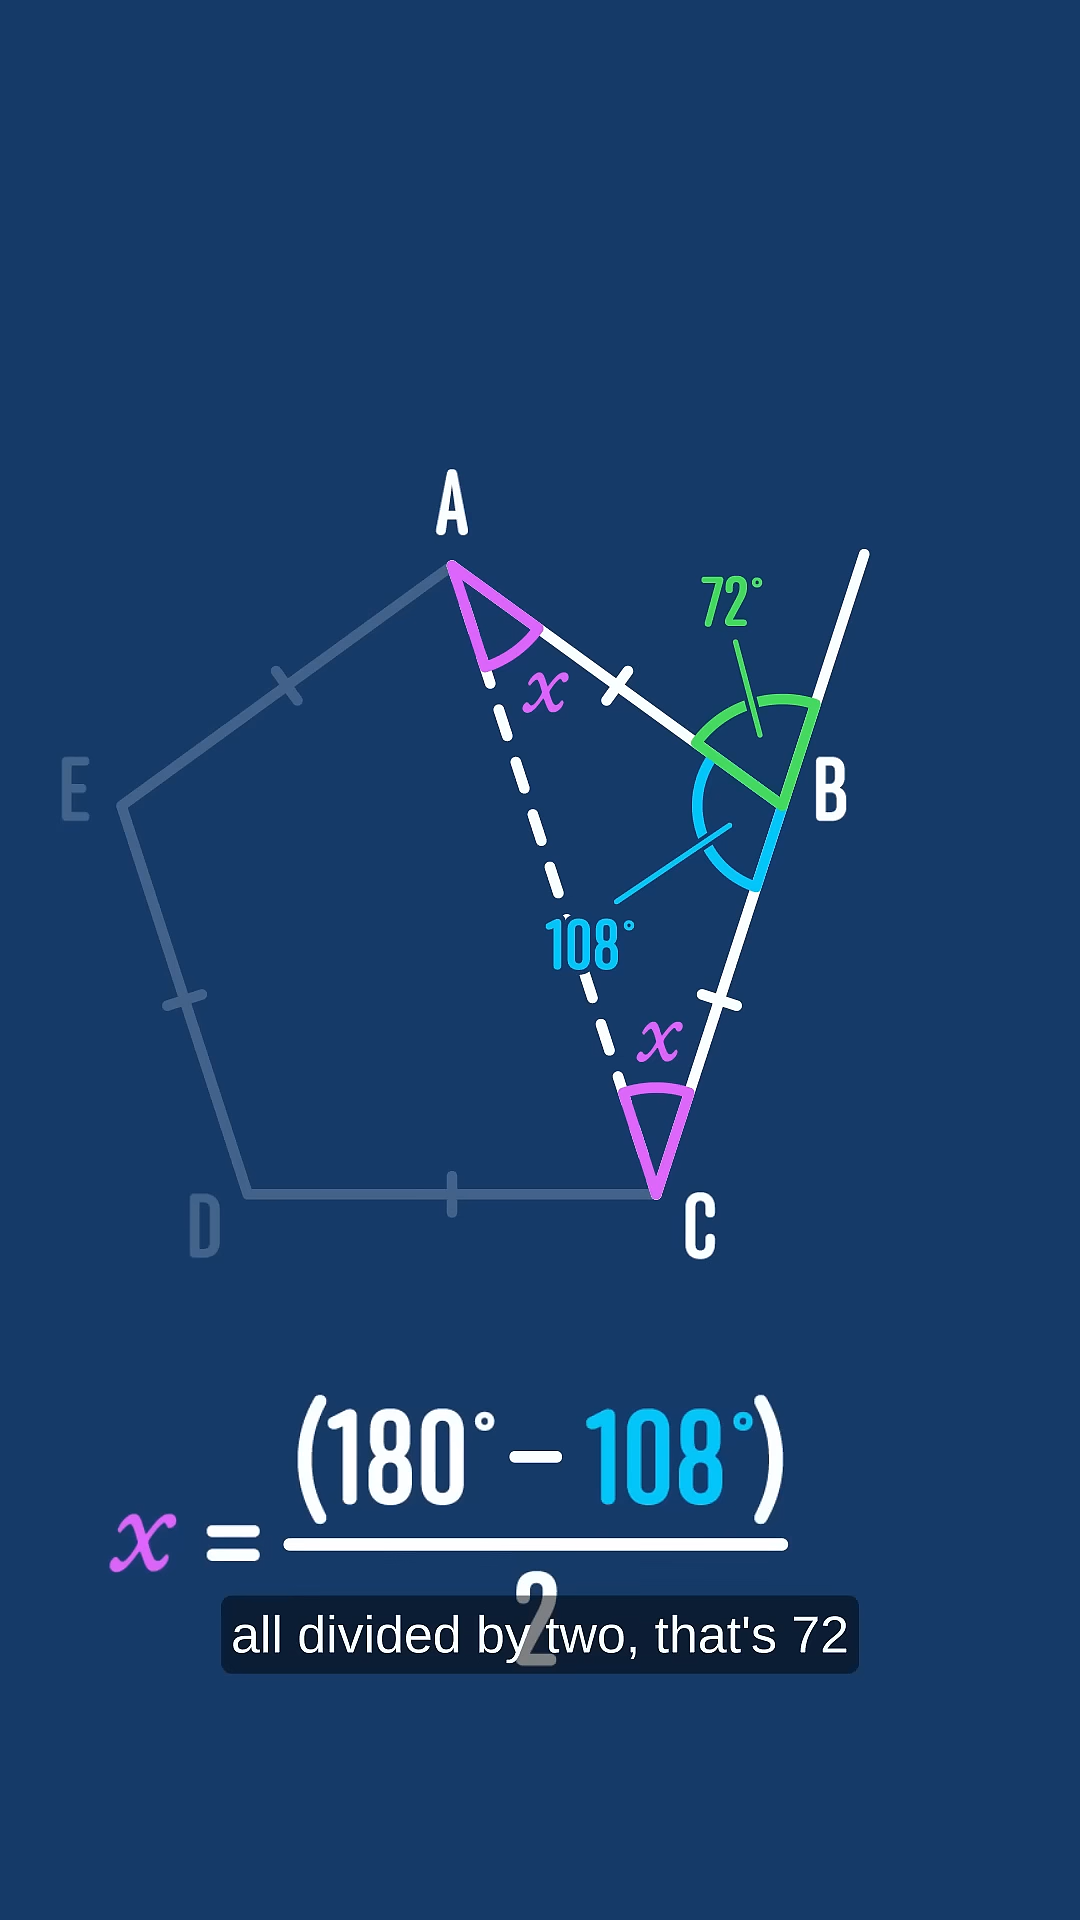 A
72°
x
E
B
108°
x
D
C
x = (180° − 108°)
2
all divided by two, that's 72